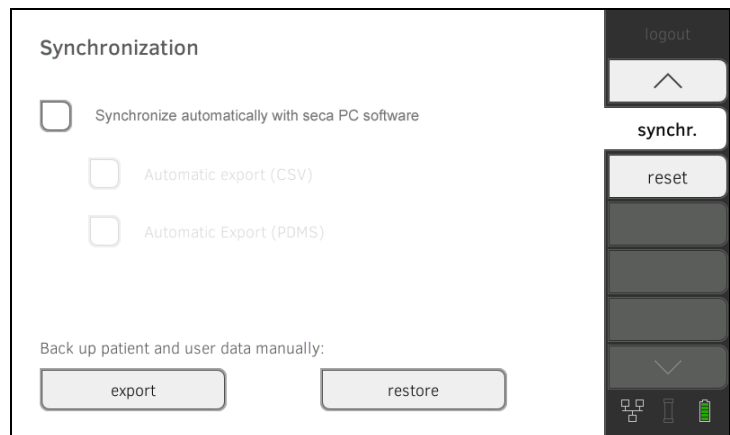 Synchronization
Synchronize automatically with seca PC software
Automatic export (CSV)
Automatic Export (PDMS)
Back up patient and user data manually:
export
restore
logout
synchr.
reset